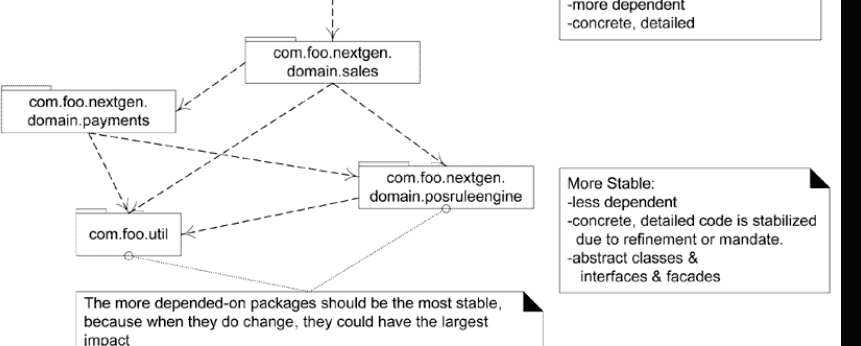 -more dependent
-concrete, detailed
com.foo.nextgen.
domain.sales
com.foo.nextgen.
domain.payments
com.foo.nextgen.
domain.posruleengine
More Stable:
-less dependent
-concrete, detailed code is stabilized
due to refinement or mandate.
-abstract classes &
interfaces & facades
com.foo.util
The more depended-on packages should be the most stable,
because when they do change, they could have the largest
impact